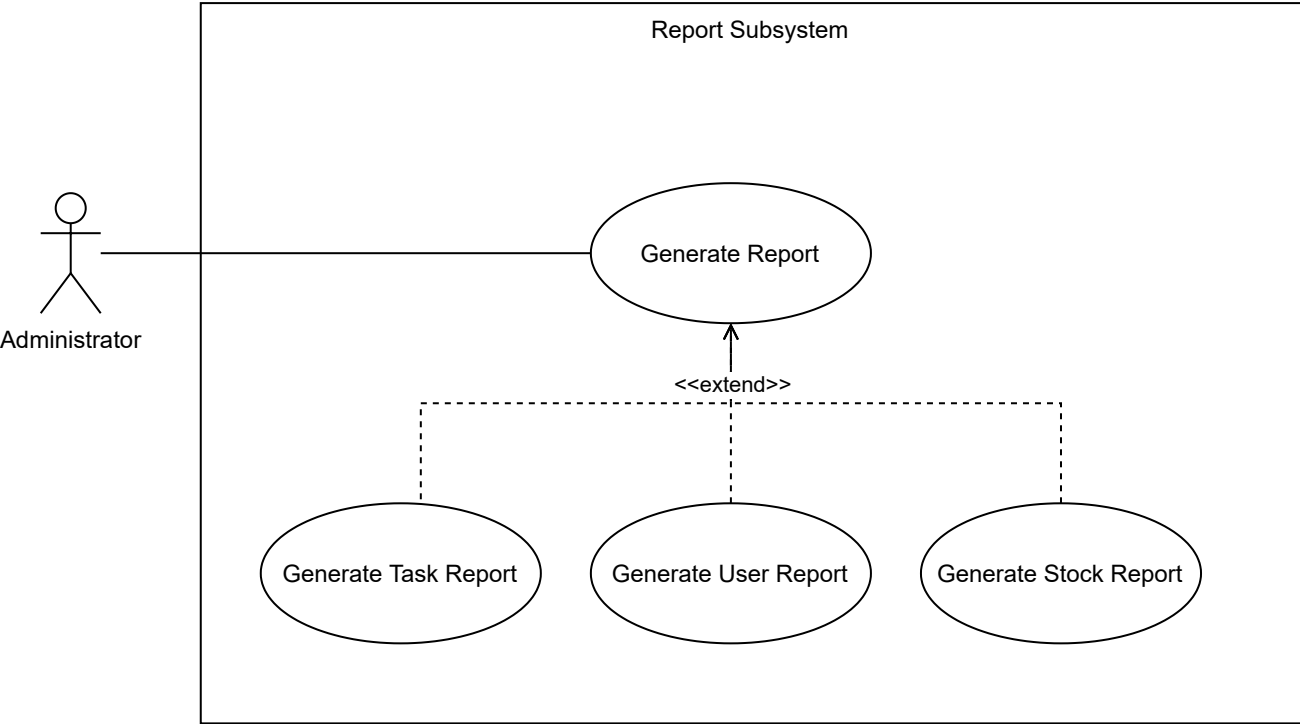 Report Subsystem
Generate Report
Administrator
<<extend>>
Generate Task Report
Generate User Report
Generate Stock Report